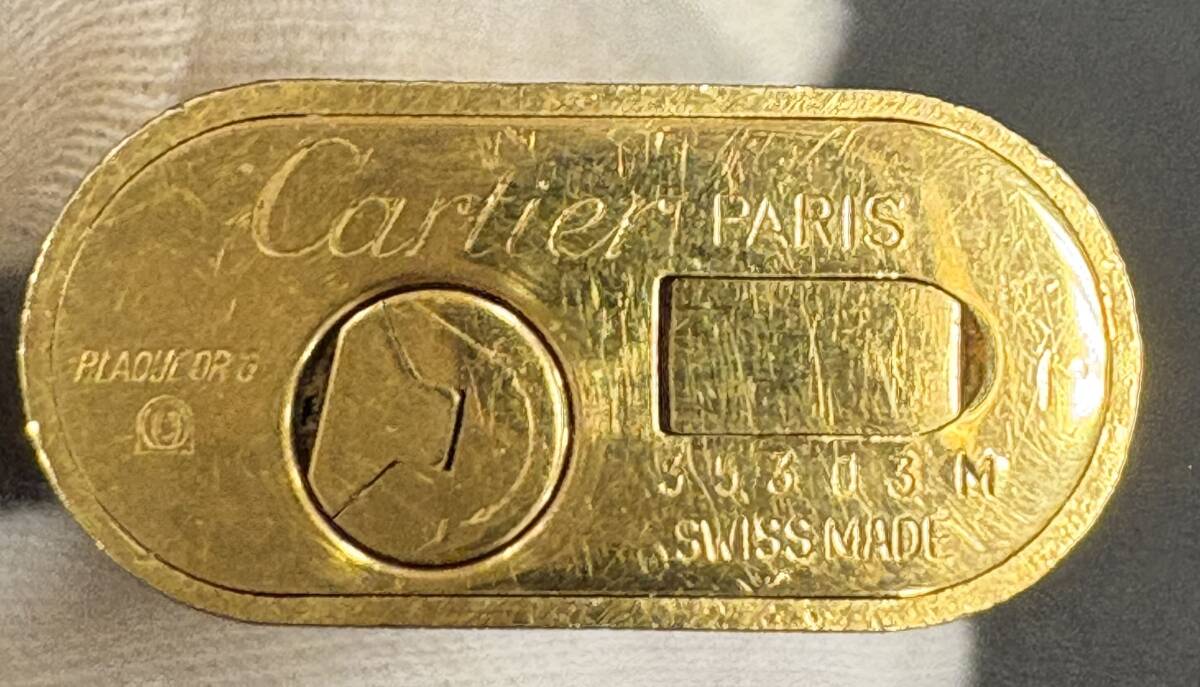 Cartier PARIS
PLAQUE OR G
35303M
SWISS MADE